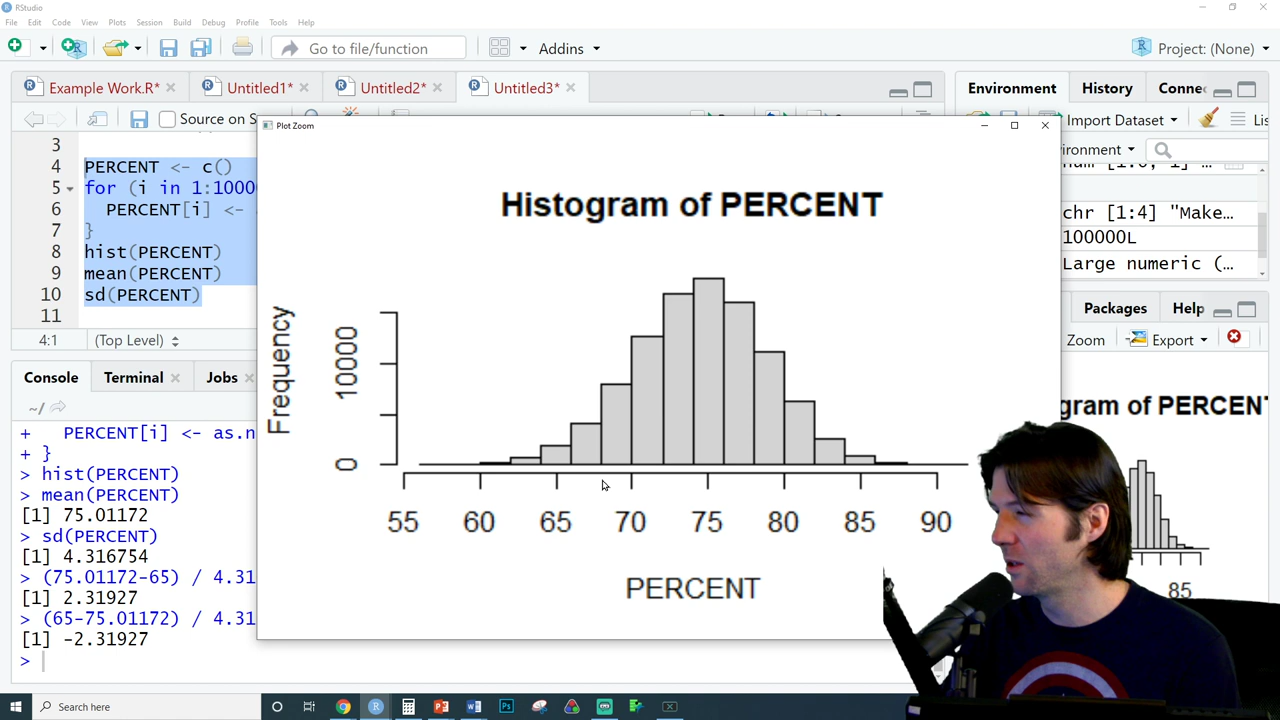 RStudio
File Edit Code View Plots Session Build Debug Profile Tools Help
Go to file/function
Addins
Project: (None)
Example Work.R*
Untitled1*
Untitled2*
Untitled3*
Source on S
3
4 PERCENT <- c()
5 for (i in 1:1000
6 PERCENT[i] <-
7 }
8 hist(PERCENT)
9 mean(PERCENT)
10 sd(PERCENT)
11
4:1 (Top Level)
Console Terminal Jobs
~/
+ PERCENT[i] <- as.n
+ }
> hist(PERCENT)
> mean(PERCENT)
[1] 75.01172
> sd(PERCENT)
[1] 4.316754
> (75.01172-65) / 4.31
[1] 2.31927
> (65-75.01172) / 4.31
[1] -2.31927
>
Plot Zoom
Histogram of PERCENT
Frequency
0 10000
55 60 65 70 75 80 85 90
PERCENT
Environment History Connec
Import Dataset
Lis
ironment
chr [1:4] "Make...
100000L
Large numeric (...
Packages Help
Zoom Export
gram of PERCENT
85
Search here